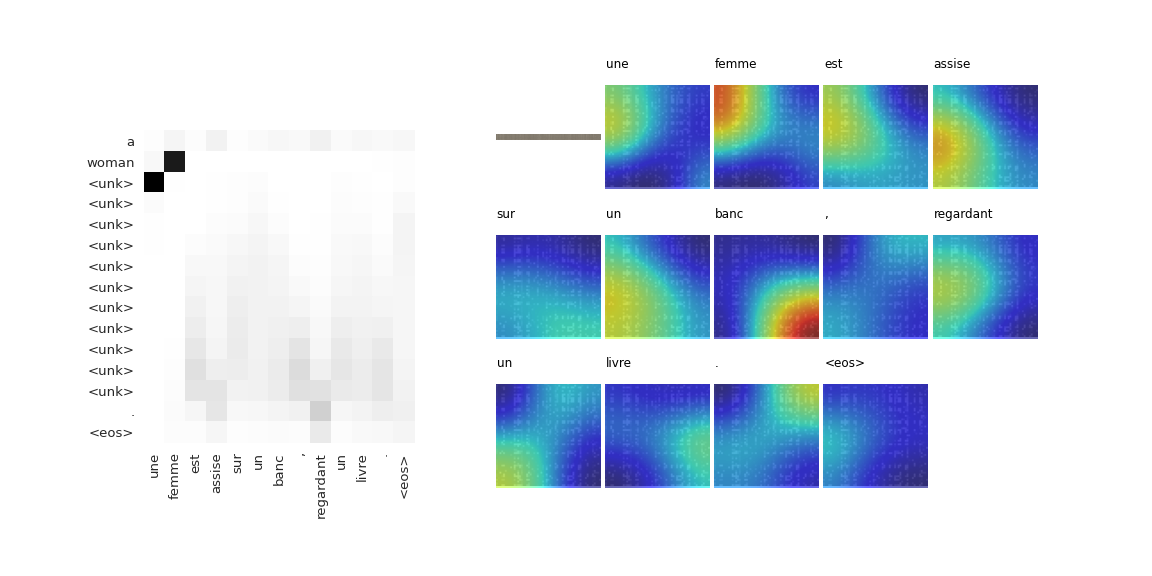 a
woman
<unk>
<unk>
<unk>
<unk>
<unk>
<unk>
<unk>
<unk>
<unk>
<unk>
<unk>
.
<eos>
une femme est assise sur un banc , regardant un livre . <eos>
une femme est assise
sur un banc , regardant
un livre . <eos>